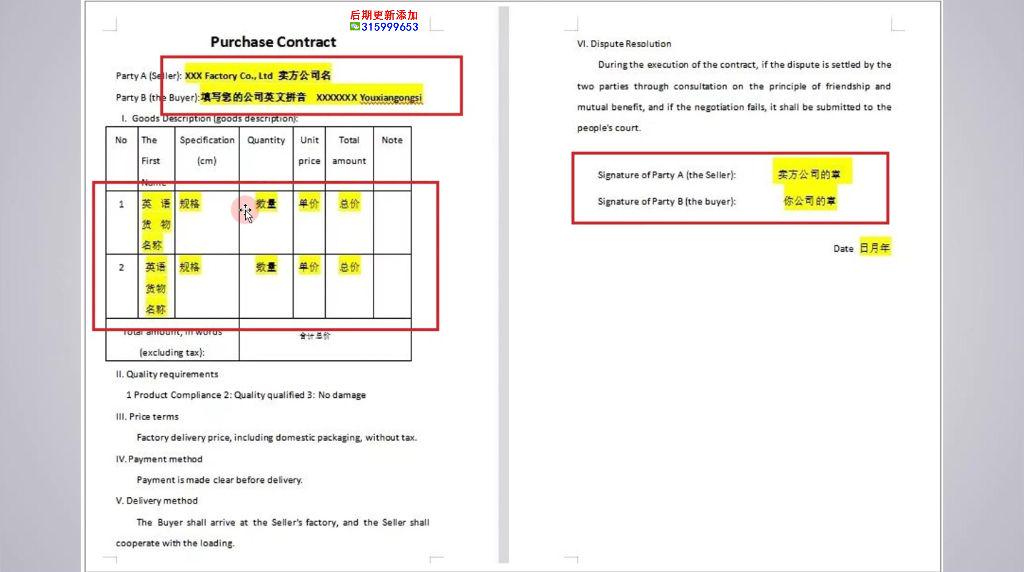 后期更新添加
315999653
Purchase Contract
Party A (Seller): XXX Factory Co., Ltd 卖方公司名
Party B (the Buyer): 填写您的公司英文拼音 XXXXXXX Youxiangongsi
I. Goods Description (goods description):
No The First Name Specification (cm) Quantity Unit price Total amount Note
1 英语货物名称 规格 数量 单价 总价
2 英语货物名称 规格 数量 单价 总价
Total amount, in words (excluding tax): 合计总价
II. Quality requirements
1 Product Compliance 2: Quality qualified 3: No damage
III. Price terms
Factory delivery price, including domestic packaging, without tax.
IV. Payment method
Payment is made clear before delivery.
V. Delivery method
The Buyer shall arrive at the Seller's factory, and the Seller shall
cooperate with the loading.
VI. Dispute Resolution
During the execution of the contract, if the dispute is settled by the
two parties through consultation on the principle of friendship and
mutual benefit, and if the negotiation fails, it shall be submitted to the
people's court.
Signature of Party A (the Seller): 卖方公司的章
Signature of Party B (the buyer): 你公司的章
Date 日月年